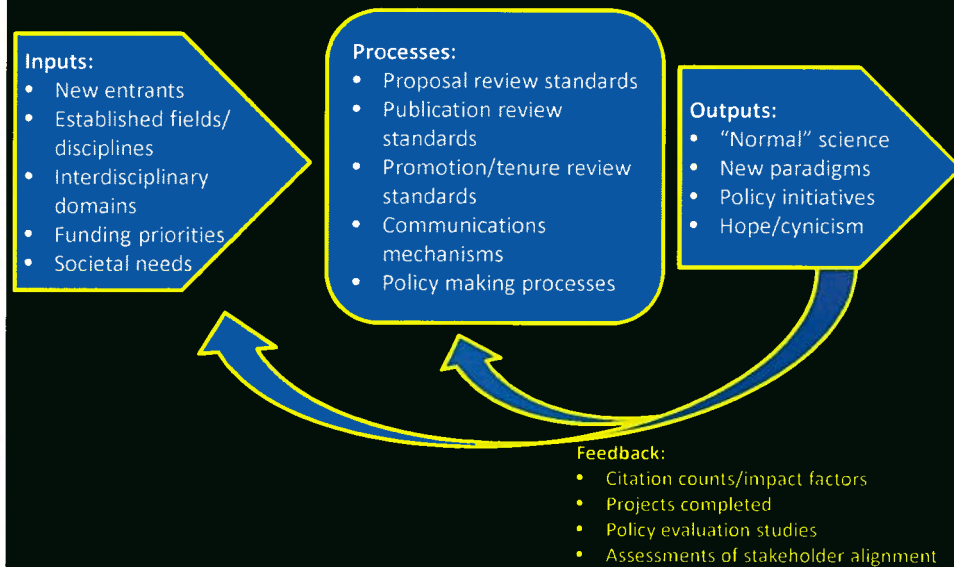 Inputs:
• New entrants
• Established fields/
disciplines
• Interdisciplinary
domains
• Funding priorities
• Societal needs
Processes:
• Proposal review standards
• Publication review
standards
• Promotion/tenure review
standards
• Communications
mechanisms
• Policy making processes
Outputs:
• “Normal” science
• New paradigms
• Policy initiatives
• Hope/cynicism
Feedback:
• Citation counts/impact factors
• Projects completed
• Policy evaluation studies
• Assessments of stakeholder alignment